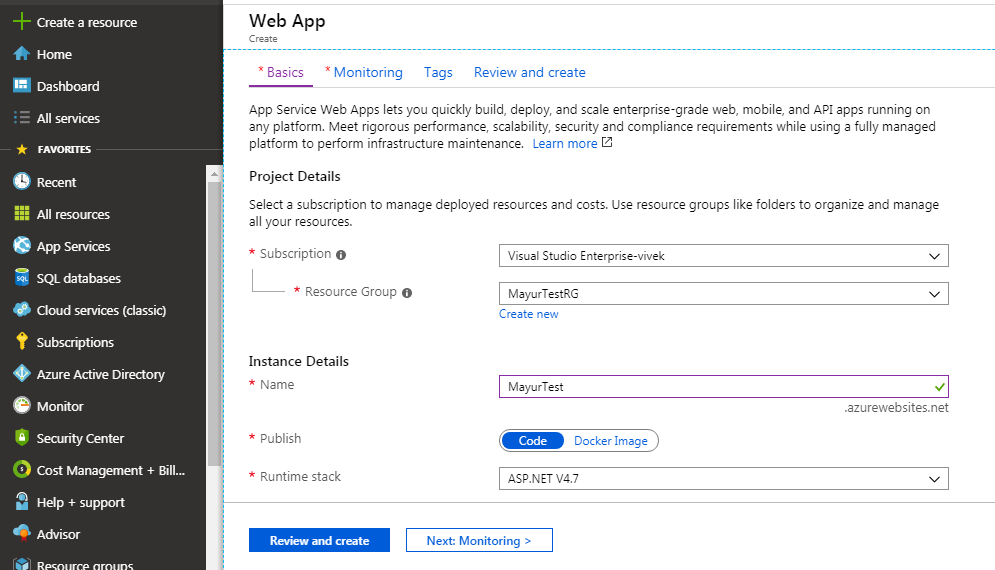 Create a resource
Home
Dashboard
All services
FAVORITES
Recent
All resources
App Services
SQL
SQL databases
Cloud services (classic)
Subscriptions
Azure Active Directory
Monitor
Security Center
Cost Management + Bill...
Help + support
Advisor
Resource groups
Web App
Create
* Basics * Monitoring Tags Review and create
App Service Web Apps lets you quickly build, deploy, and scale enterprise-grade web, mobile, and API apps running on
any platform. Meet rigorous performance, scalability, security and compliance requirements while using a fully managed
platform to perform infrastructure maintenance. Learn more
Project Details
Select a subscription to manage deployed resources and costs. Use resource groups like folders to organize and manage
all your resources.
* Subscription Visual Studio Enterprise-vivek
* Resource Group MayurTestRG
Create new
Instance Details
* Name MayurTest
.azurewebsites.net
* Publish Code Docker Image
* Runtime stack ASP.NET V4.7
Review and create Next: Monitoring >